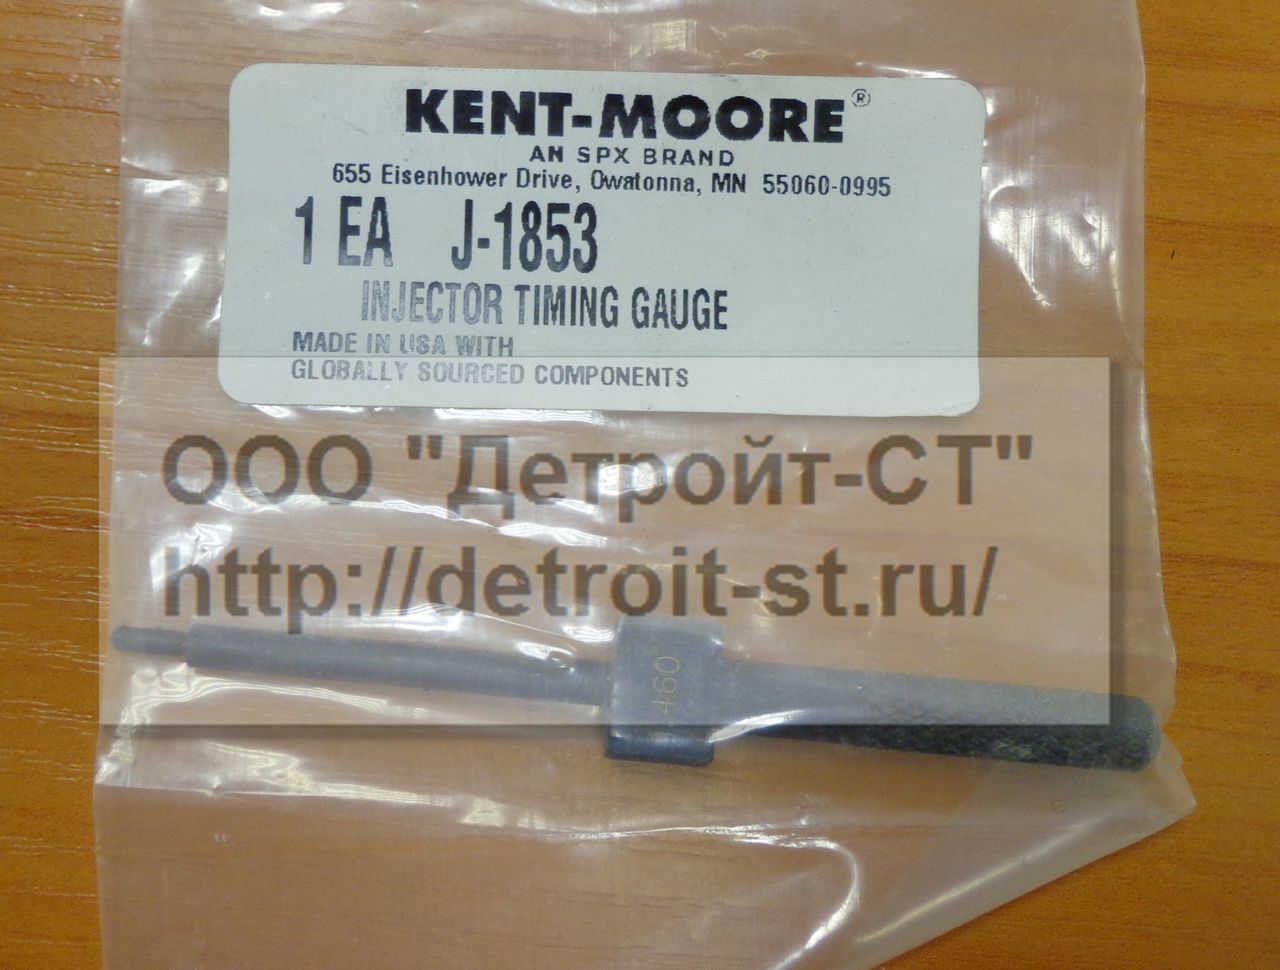 KENT-MOORE®
AN SPX BRAND
655 Eisenhower Drive, Owatonna, MN 55060-0995
1 EA J-1853
INJECTOR TIMING GAUGE
MADE IN USA WITH
GLOBALLY SOURCED COMPONENTS
ООО "Детройт-СТ"
http://detroit-st.ru/
460